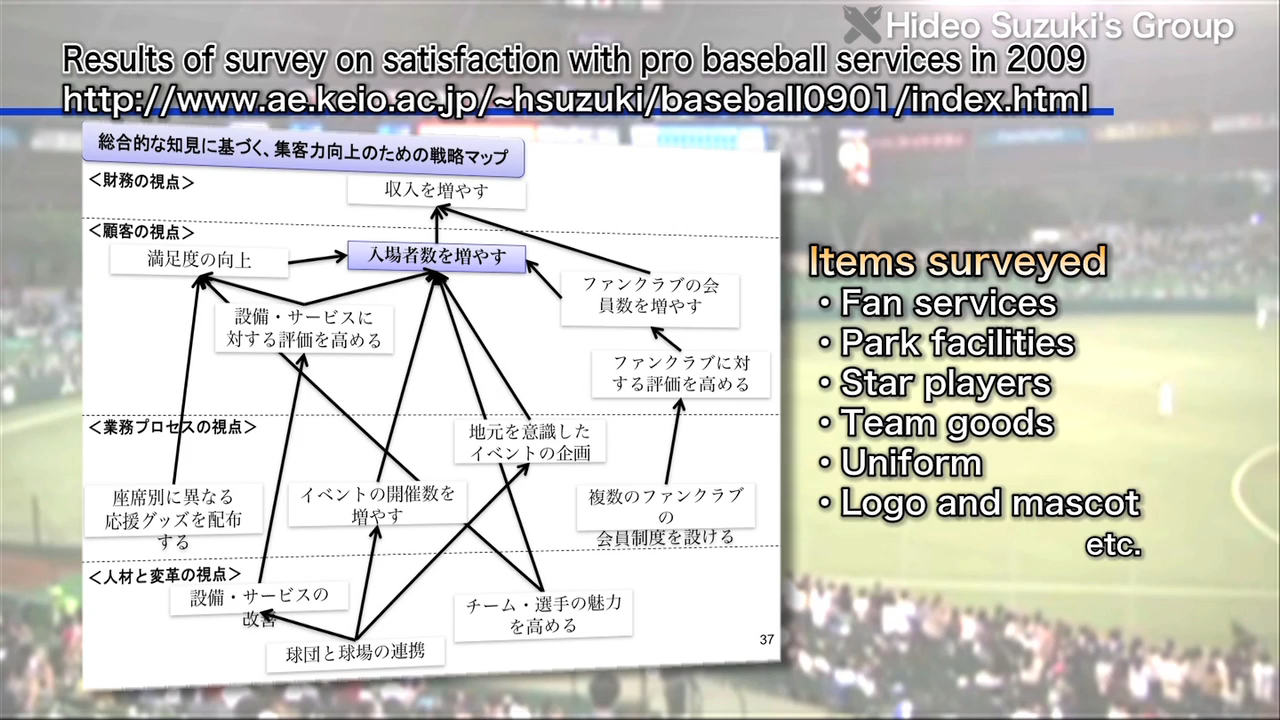 Hideo Suzuki's Group
Results of survey on satisfaction with pro baseball services in 2009
http://www.ae.keio.ac.jp/~hsuzuki/baseball0901/index.html
総合的な知見に基づく、集客力向上のための戦略マップ
＜財務の視点＞
収入を増やす
＜顧客の視点＞
満足度の向上
入場者数を増やす
ファンクラブの会
員数を増やす
設備・サービスに
対する評価を高める
ファンクラブに対
する評価を高める
＜業務プロセスの視点＞
地元を意識した
イベントの企画
座席別に異なる
応援グッズを配布
する
イベントの開催数を
増やす
複数のファンクラブ
の
会員制度を設ける
＜人材と変革の視点＞
設備・サービスの
改善
チーム・選手の魅力
を高める
球団と球場の連携
37
Items surveyed
・Fan services
・Park facilities
・Star players
・Team goods
・Uniform
・Logo and mascot
etc.